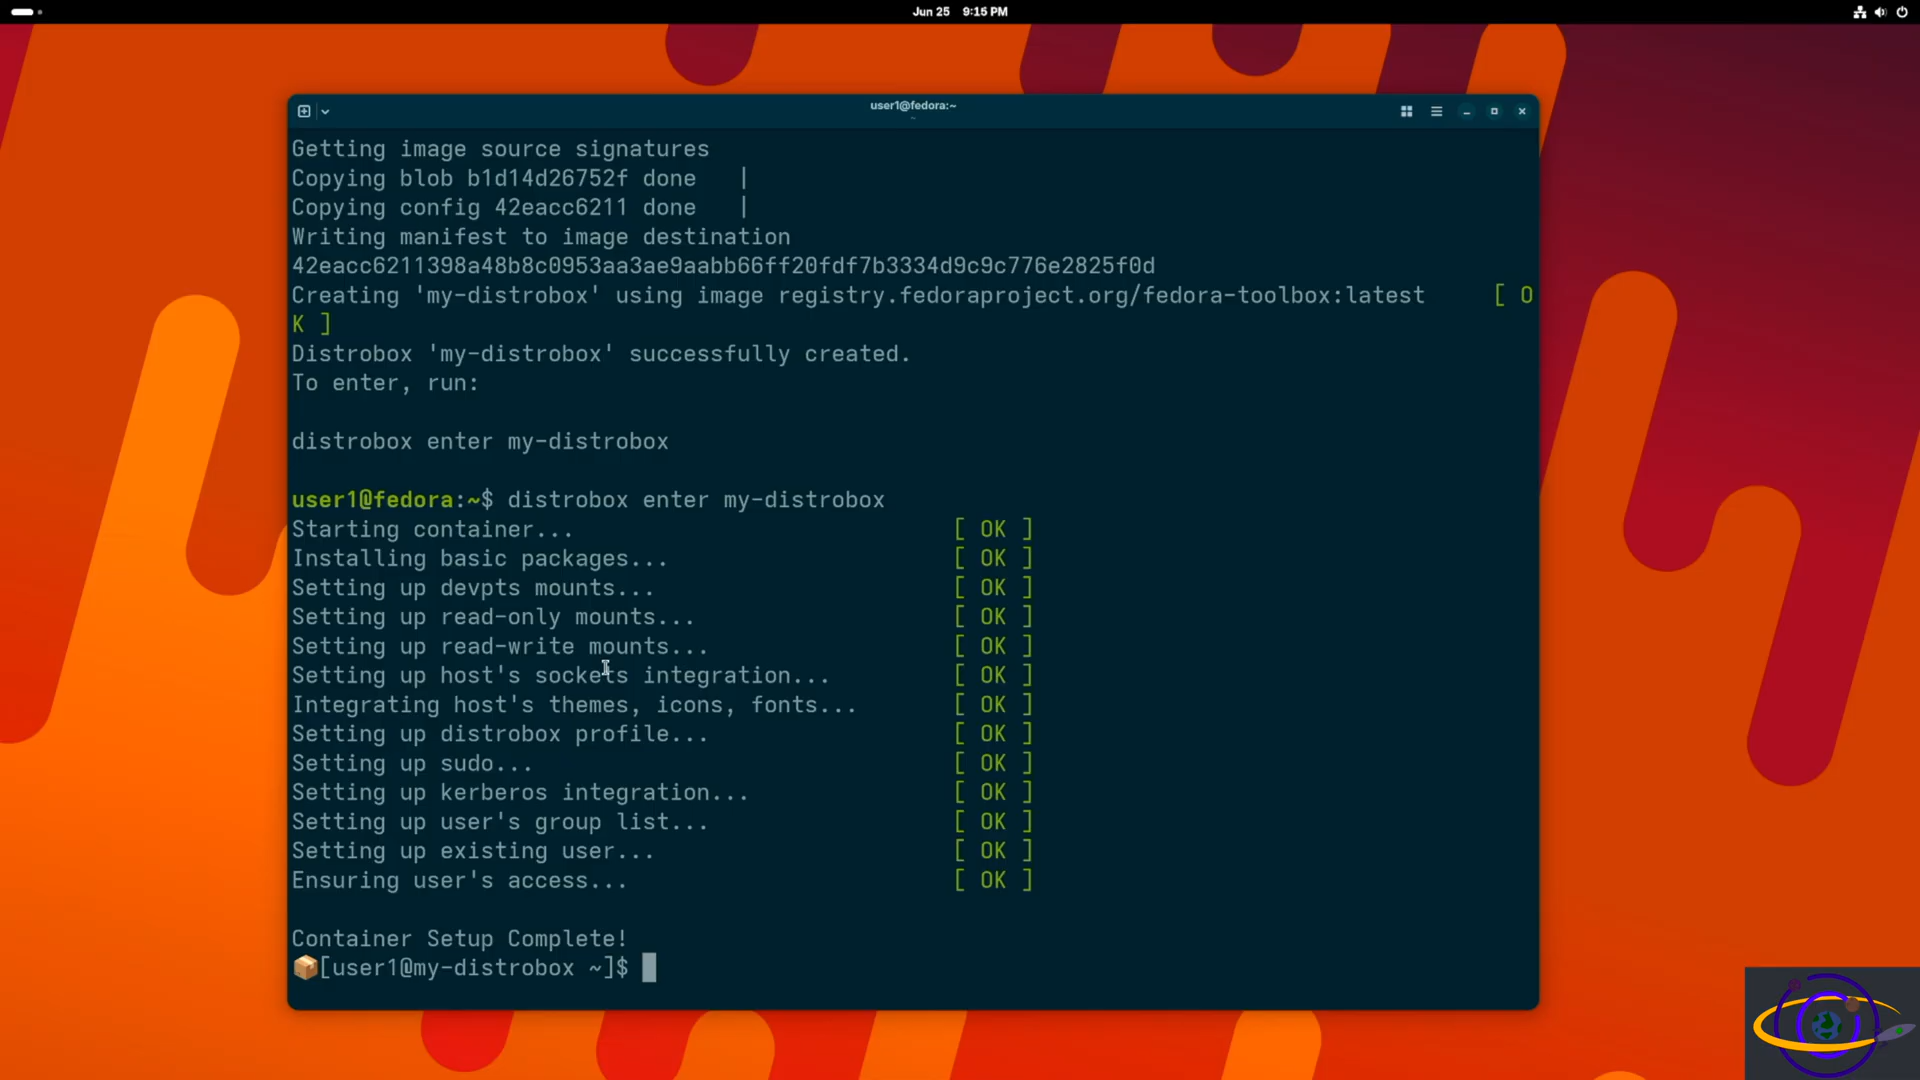 Jun 25 9:15 PM
user1@fedora:~
~
Getting image source signatures
Copying blob b1d14d26752f done |
Copying config 42eacc6211 done |
Writing manifest to image destination
42eacc6211398a48b8c0953aa3ae9aabb66ff20fdf7b3334d9c9c776e2825f0d
Creating 'my-distrobox' using image registry.fedoraproject.org/fedora-toolbox:latest [ O
K ]
Distrobox 'my-distrobox' successfully created.
To enter, run:
distrobox enter my-distrobox
user1@fedora:~$ distrobox enter my-distrobox
Starting container... [ OK ]
Installing basic packages... [ OK ]
Setting up devpts mounts... [ OK ]
Setting up read-only mounts... [ OK ]
Setting up read-write mounts... [ OK ]
Setting up host's sockets integration... [ OK ]
Integrating host's themes, icons, fonts... [ OK ]
Setting up distrobox profile... [ OK ]
Setting up sudo... [ OK ]
Setting up kerberos integration... [ OK ]
Setting up user's group list... [ OK ]
Setting up existing user... [ OK ]
Ensuring user's access... [ OK ]
Container Setup Complete!
📦[user1@my-distrobox ~]$